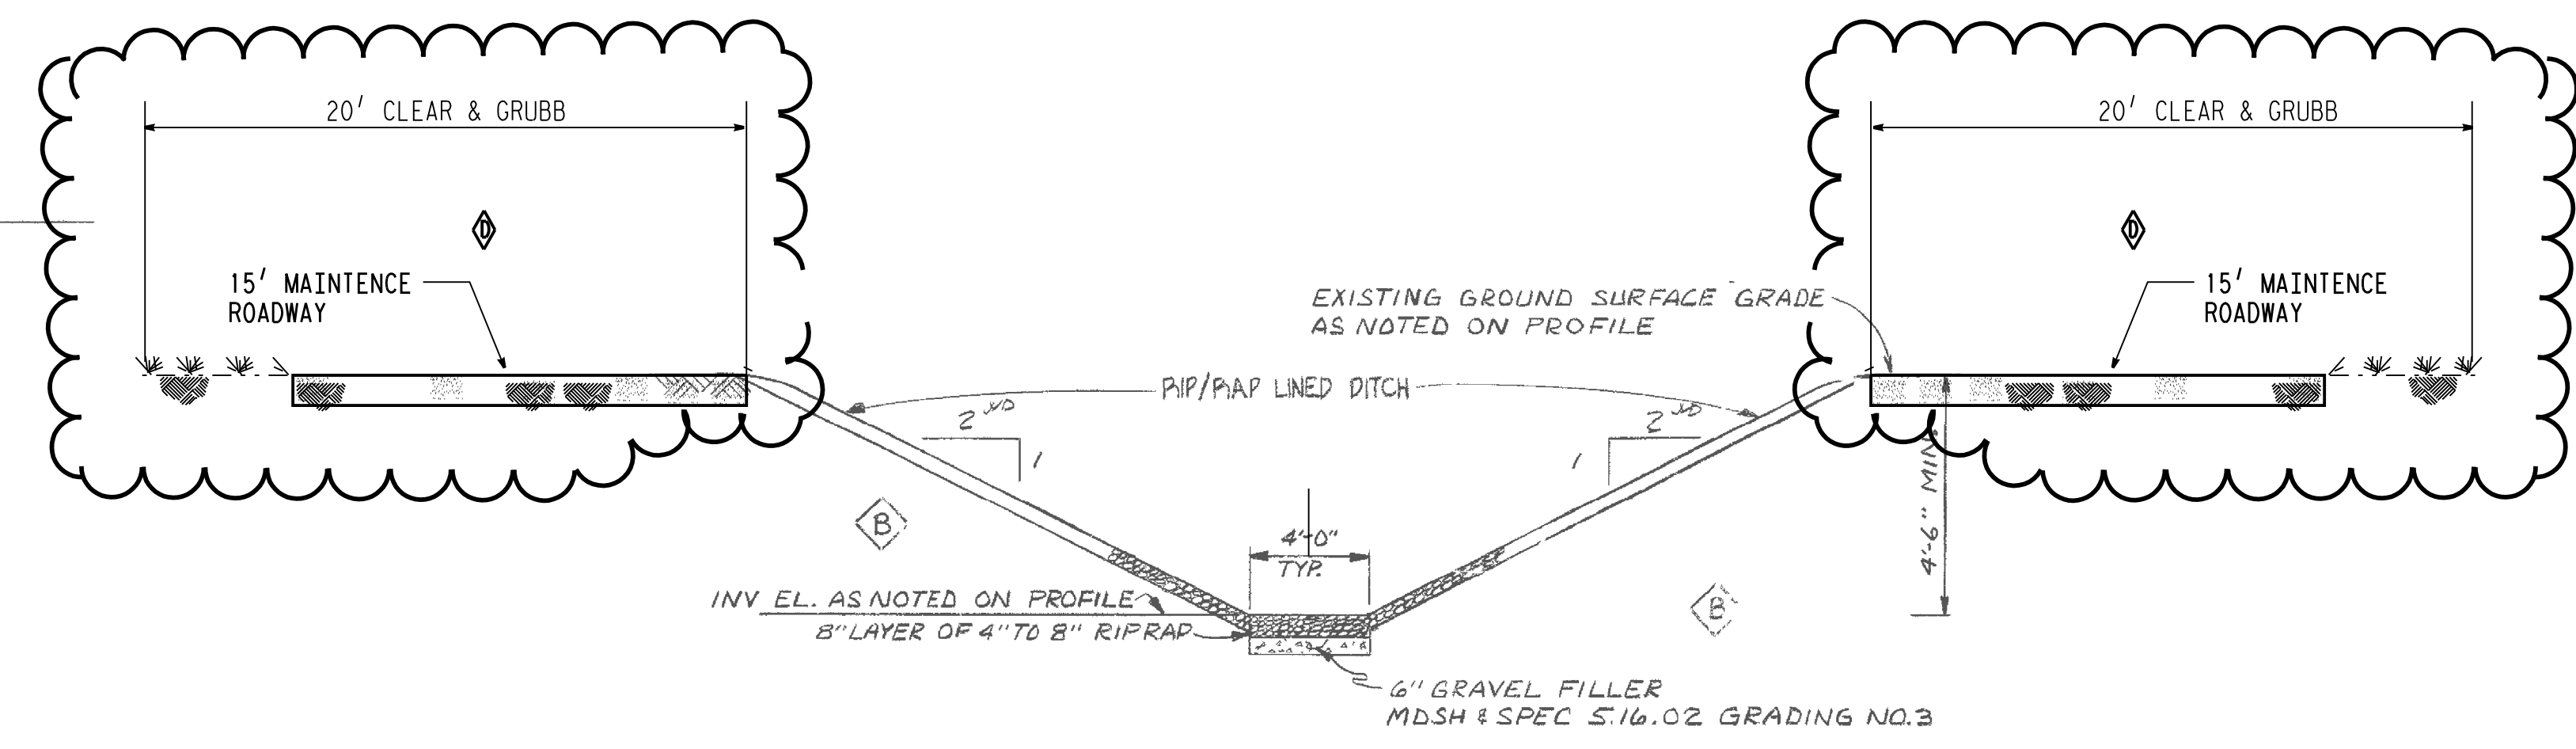 20' CLEAR & GRUBB
20' CLEAR & GRUBB
D
D
15' MAINTENCE
ROADWAY
15' MAINTENCE
ROADWAY
EXISTING GROUND SURFACE GRADE
AS NOTED ON PROFILE
RIP/RAP LINED DITCH
2
1
2
1
4'-6" MIN.
B
4'-0"
TYP.
INV EL. AS NOTED ON PROFILE
8" LAYER OF 4" TO 8" RIPRAP
B
6" GRAVEL FILLER
MDSH & SPEC 5.16.02 GRADING NO.3